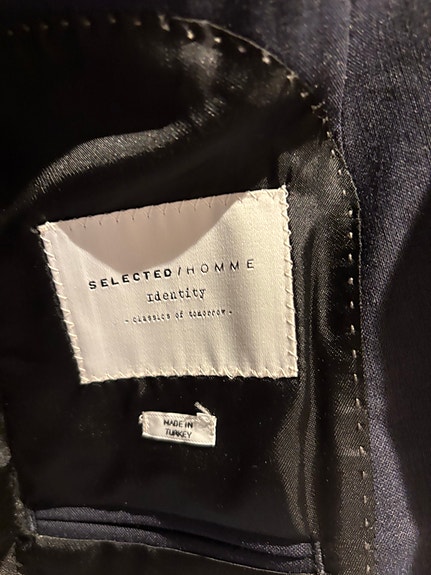 SELECTED/HOMME
Identity
- classics of tomorrow -
MADE IN
TURKEY